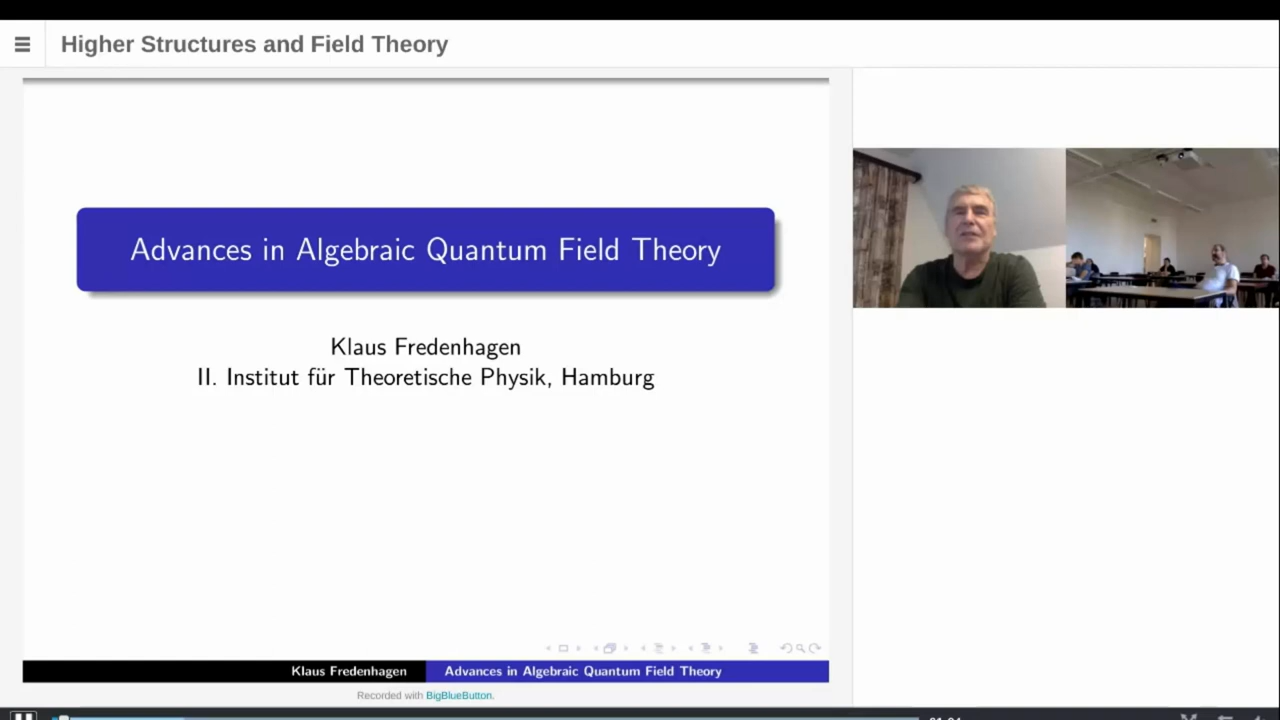 Higher Structures and Field Theory
Advances in Algebraic Quantum Field Theory
Klaus Fredenhagen
II. Institut für Theoretische Physik, Hamburg
Klaus Fredenhagen Advances in Algebraic Quantum Field Theory
Recorded with BigBlueButton.